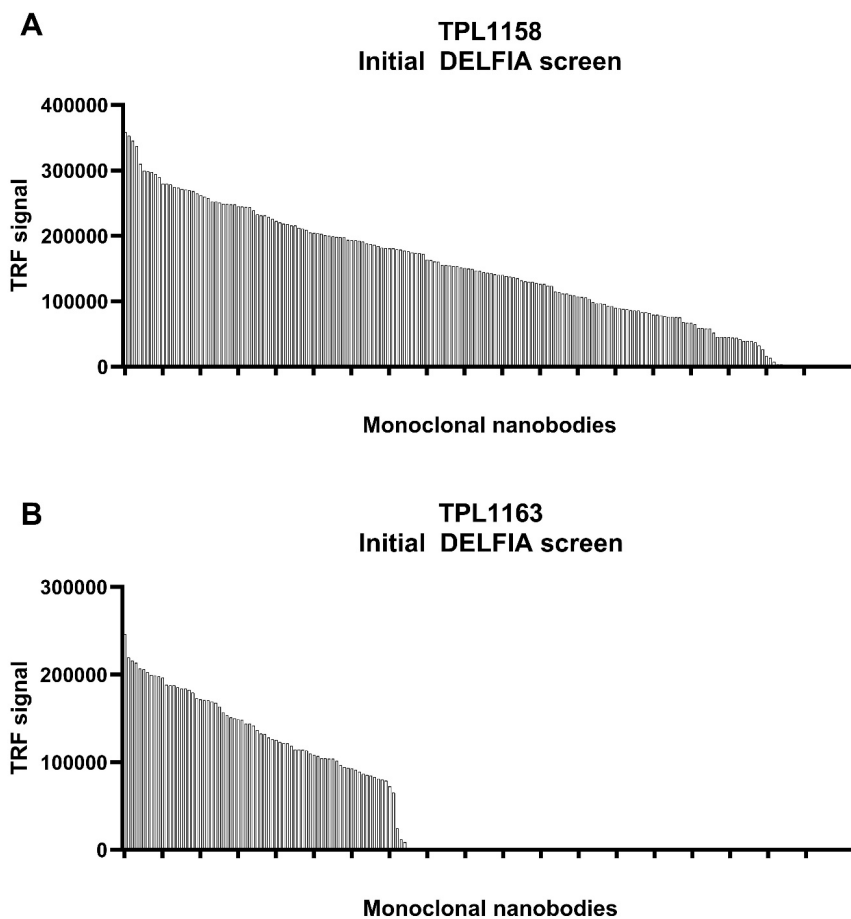 A
TPL1158
Initial DELFIA screen
400000
300000
200000
100000
0
TRF signal
Monoclonal nanobodies
B
TPL1163
Initial DELFIA screen
300000
200000
100000
0
TRF signal
Monoclonal nanobodies